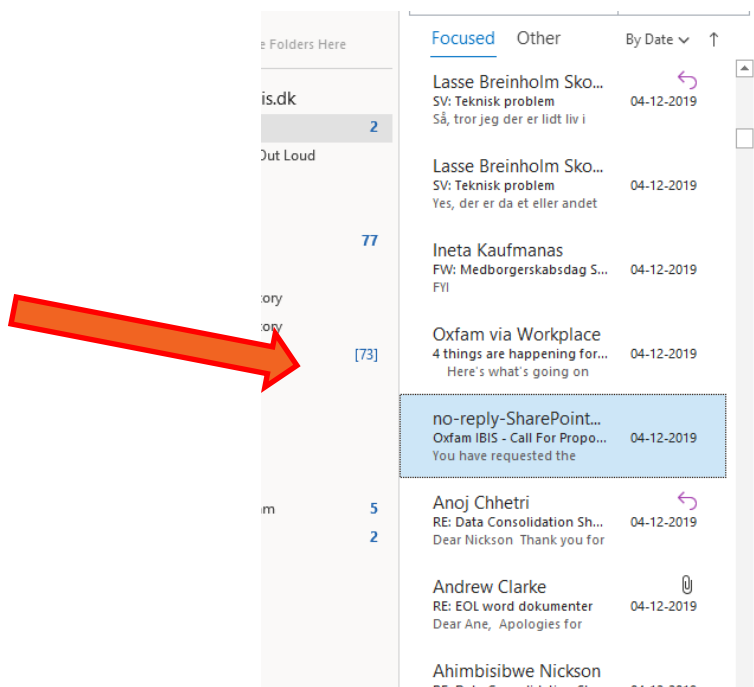 e Folders Here
is.dk
2
Out Loud
77
ory
ory
[73]
m 5
2
Focused Other By Date ↑
Lasse Breinholm Sko...
SV: Teknisk problem 04-12-2019
Så, tror jeg der er lidt liv i
Lasse Breinholm Sko...
SV: Teknisk problem 04-12-2019
Yes, der er da et eller andet
Ineta Kaufmanas
FW: Medborgerskabsdag S... 04-12-2019
FYI
Oxfam via Workplace
4 things are happening for... 04-12-2019
Here's what's going on
no-reply-SharePoint...
Oxfam IBIS - Call For Propo... 04-12-2019
You have requested the
Anoj Chhetri
RE: Data Consolidation Sh... 04-12-2019
Dear Nickson Thank you for
Andrew Clarke
RE: EOL word dokumenter 04-12-2019
Dear Ane, Apologies for
Ahimbisibwe Nickson